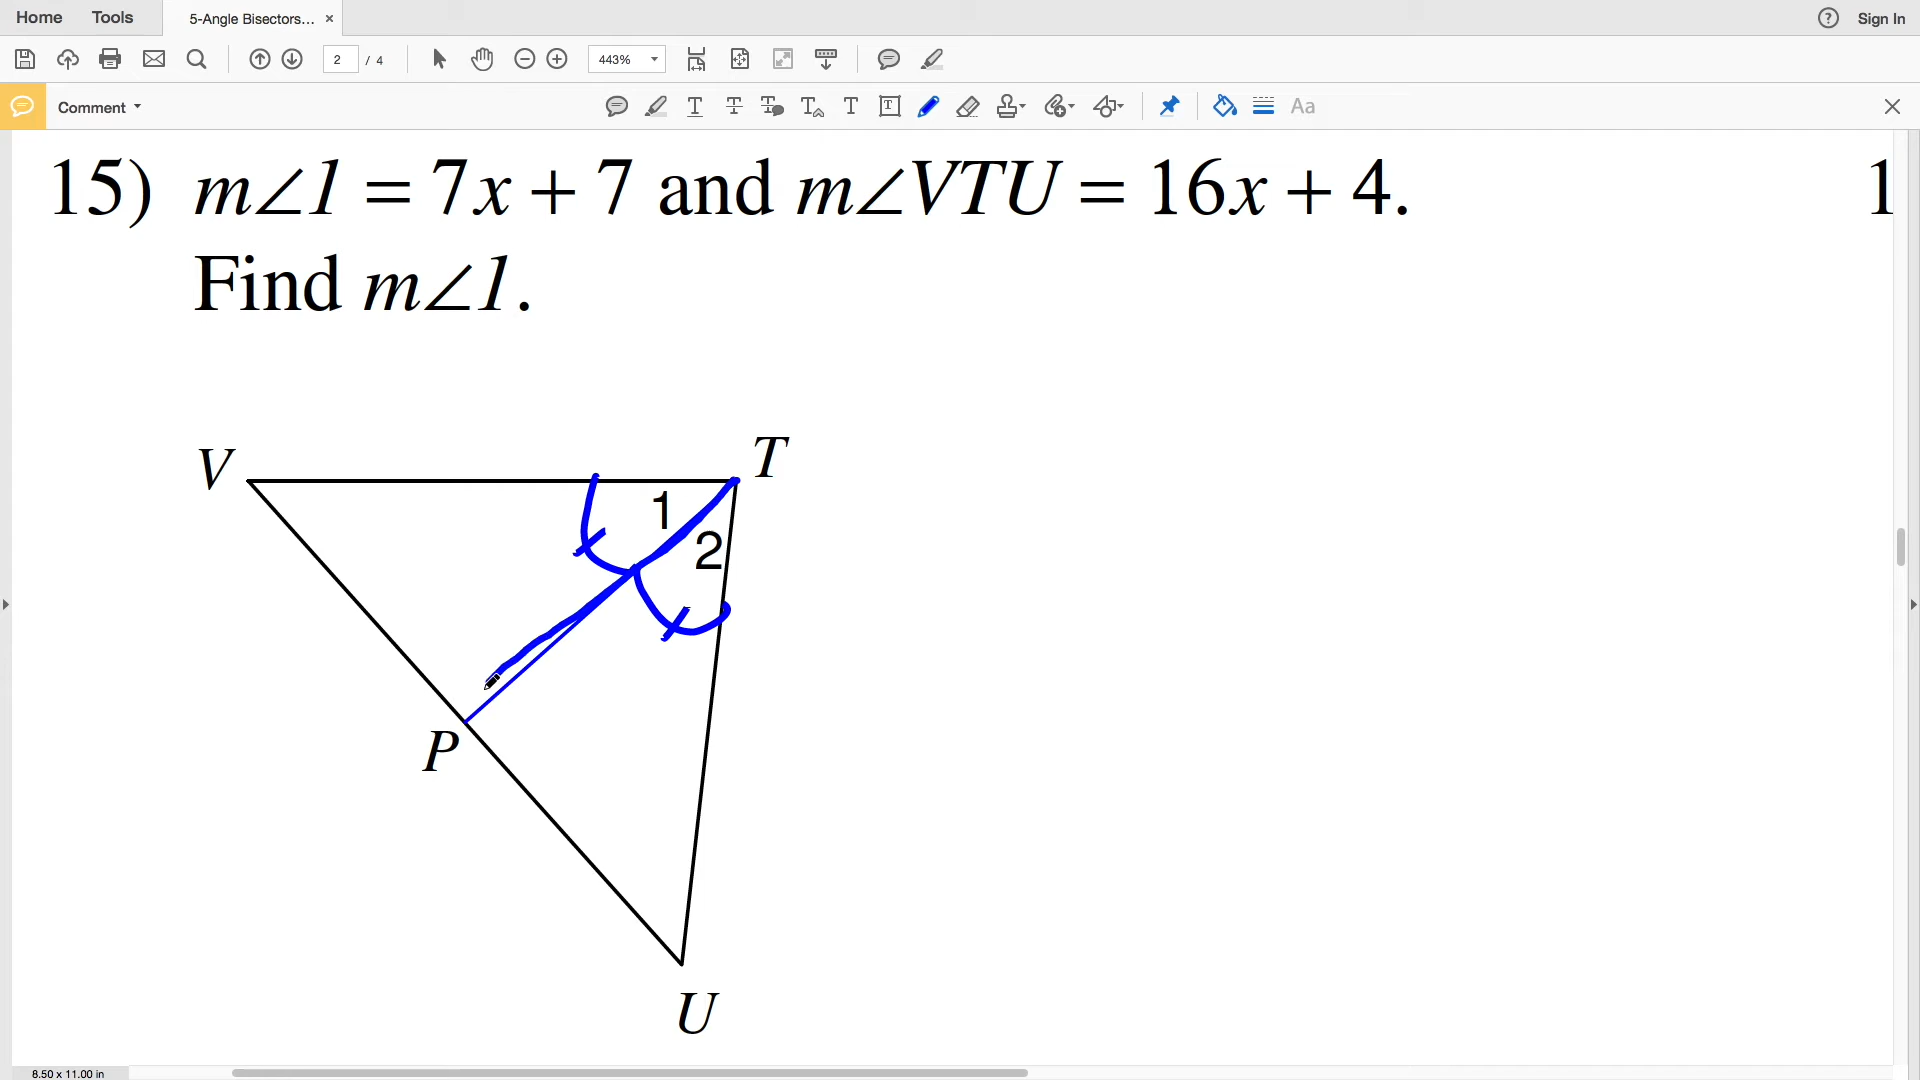 Home Tools 5-Angle Bisectors... × ? Sign In
2 / 4 443%
Comment Aa
15) m∠1 = 7x + 7 and m∠VTU = 16x + 4.
Find m∠1.
1
V
T
1
2
P
U
8.50 x 11.00 in